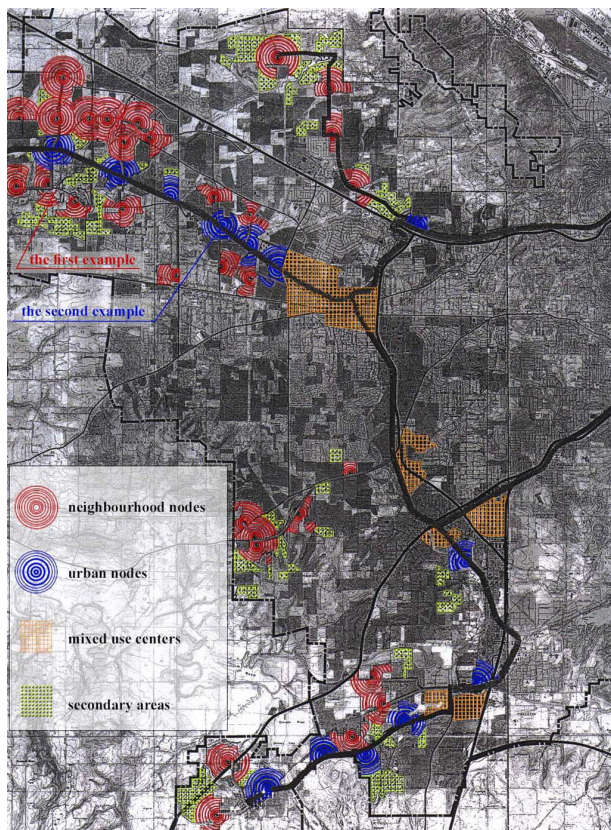 the first example
the second example
neighbourhood nodes
urban nodes
mixed use centers
secondary areas